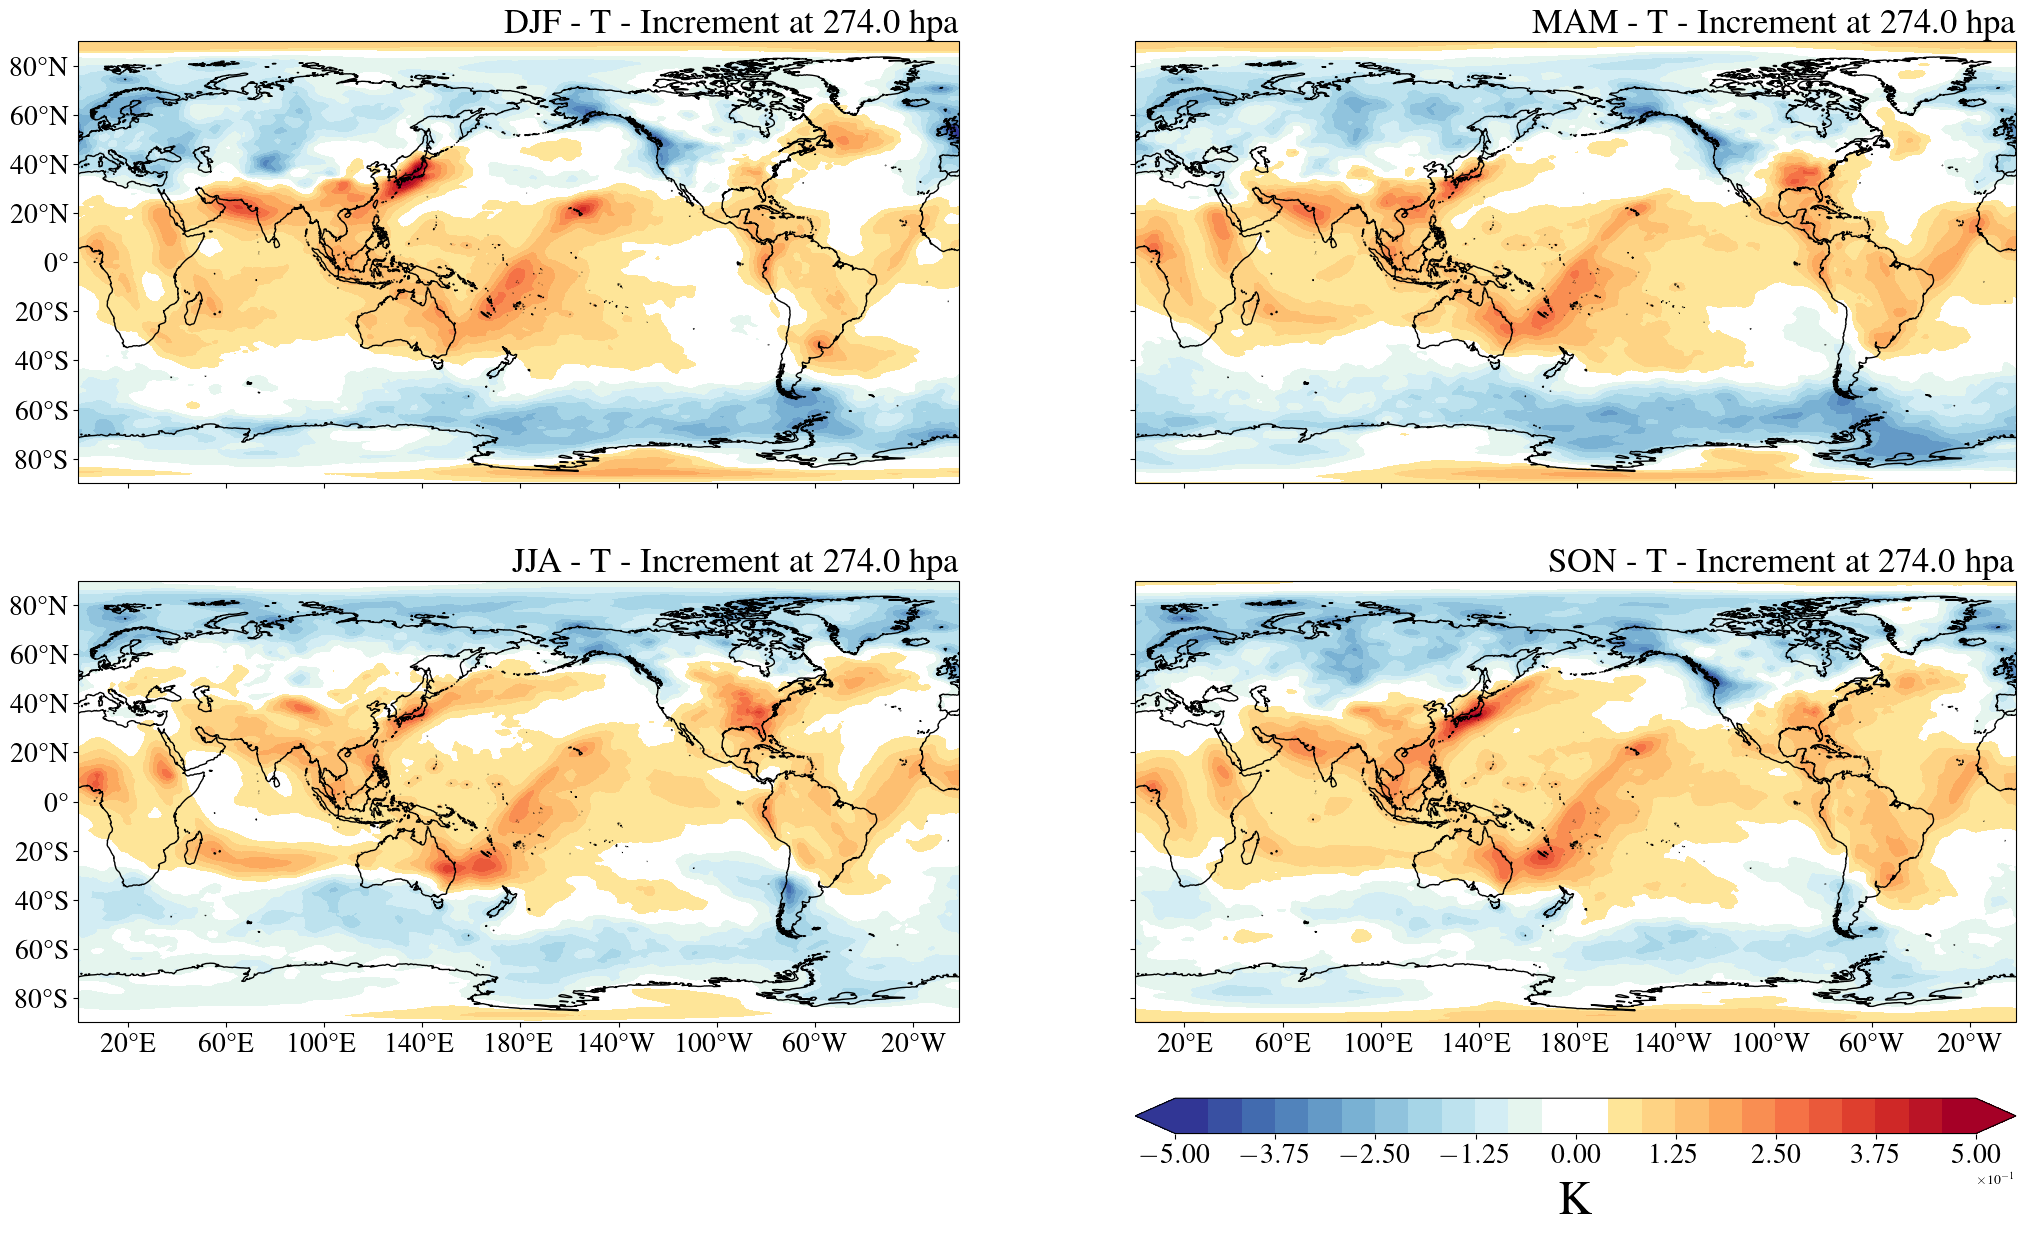 DJF - T - Increment at 274.0 hpa
MAM - T - Increment at 274.0 hpa
80°N
60°N
40°N
20°N
0°
20°S
40°S
60°S
80°S
JJA - T - Increment at 274.0 hpa
SON - T - Increment at 274.0 hpa
80°N
60°N
40°N
20°N
0°
20°S
40°S
60°S
80°S
20°E 60°E 100°E 140°E 180°E 140°W 100°W 60°W 20°W
20°E 60°E 100°E 140°E 180°E 140°W 100°W 60°W 20°W
−5.00 −3.75 −2.50 −1.25 0.00 1.25 2.50 3.75 5.00
×10⁻¹
K